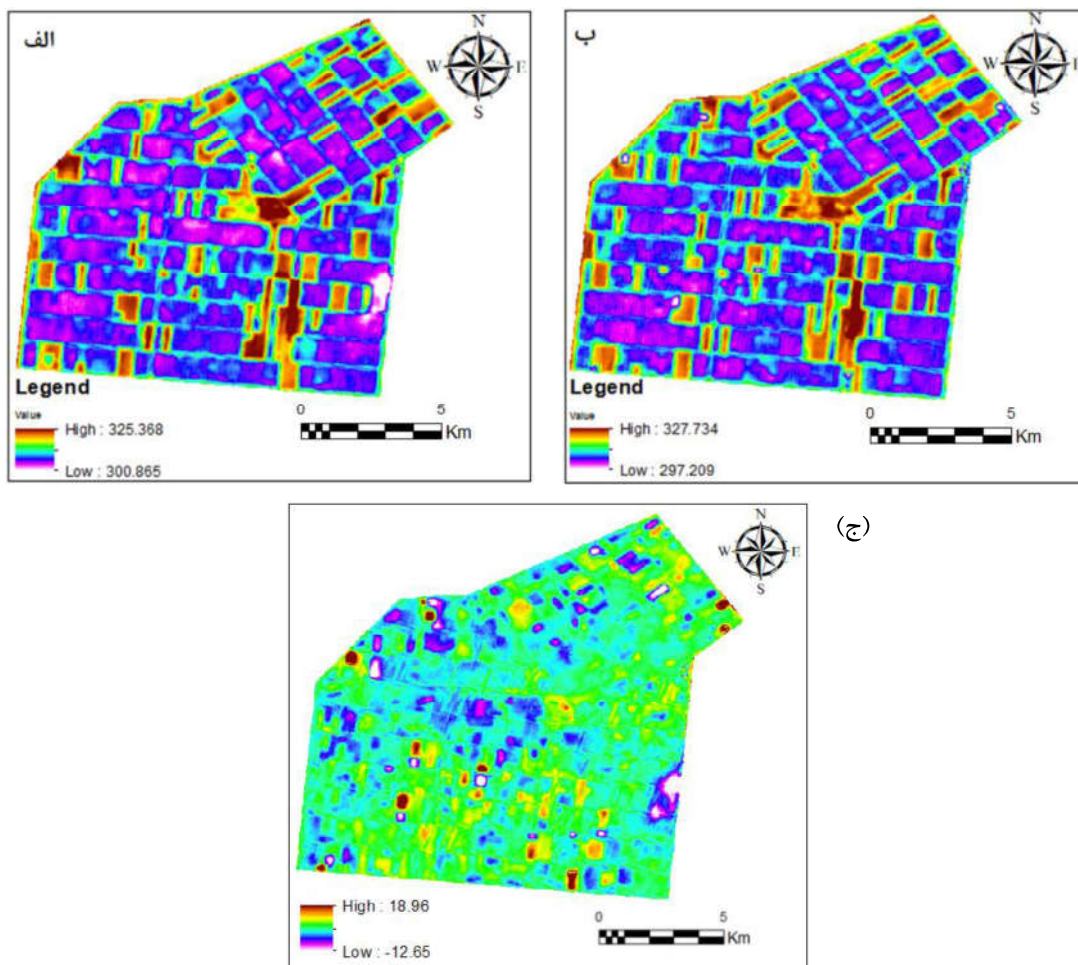 الف
N
W E
S
Legend
Value
High : 325.368
Low : 300.865
0 5
Km
ب
N
W E
S
Legend
Value
High : 327.734
Low : 297.209
0 5
Km
(ج)
N
W E
S
High : 18.96
Low : -12.65
0 5
Km